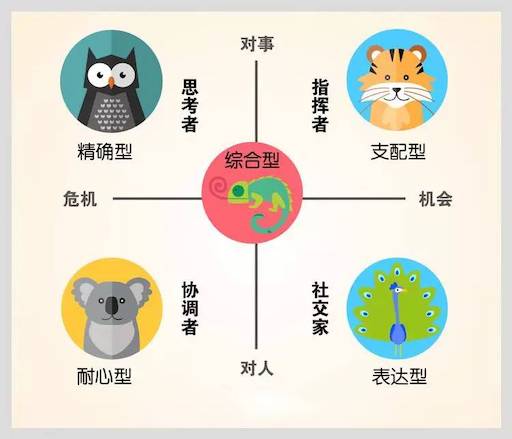 对事
思考者
指挥者
精确型
综合型
支配型
危机
机会
协调者
社交家
耐心型
对人
表达型